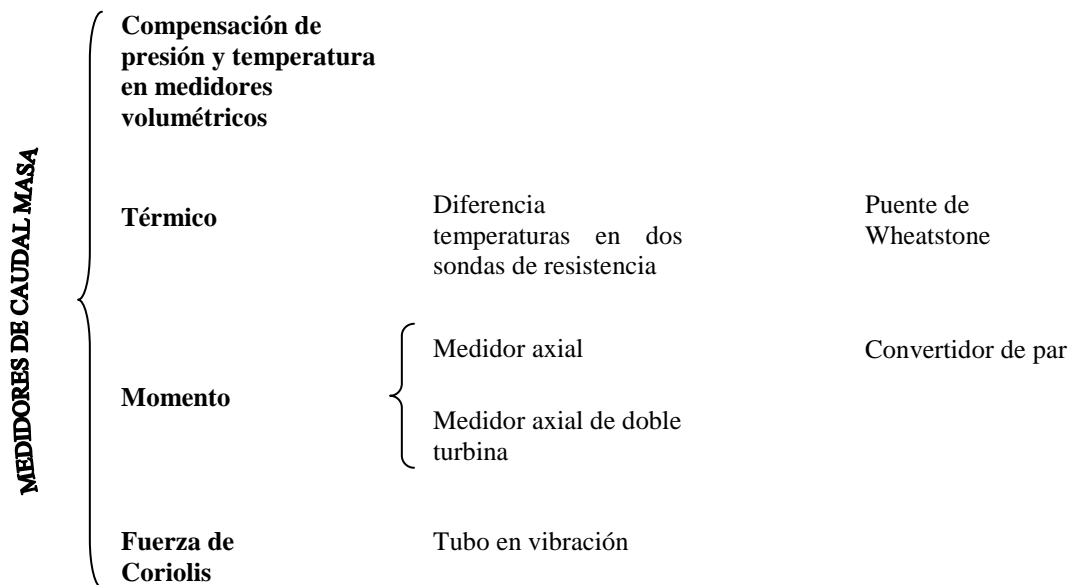 MEDIDORES DE CAUDAL MASA
Compensación de
presión y temperatura
en medidores
volumétricos
Térmico
Diferencia
temperaturas en dos
sondas de resistencia
Puente de
Wheatstone
Momento
Medidor axial
Convertidor de par
Medidor axial de doble
turbina
Fuerza de
Coriolis
Tubo en vibración